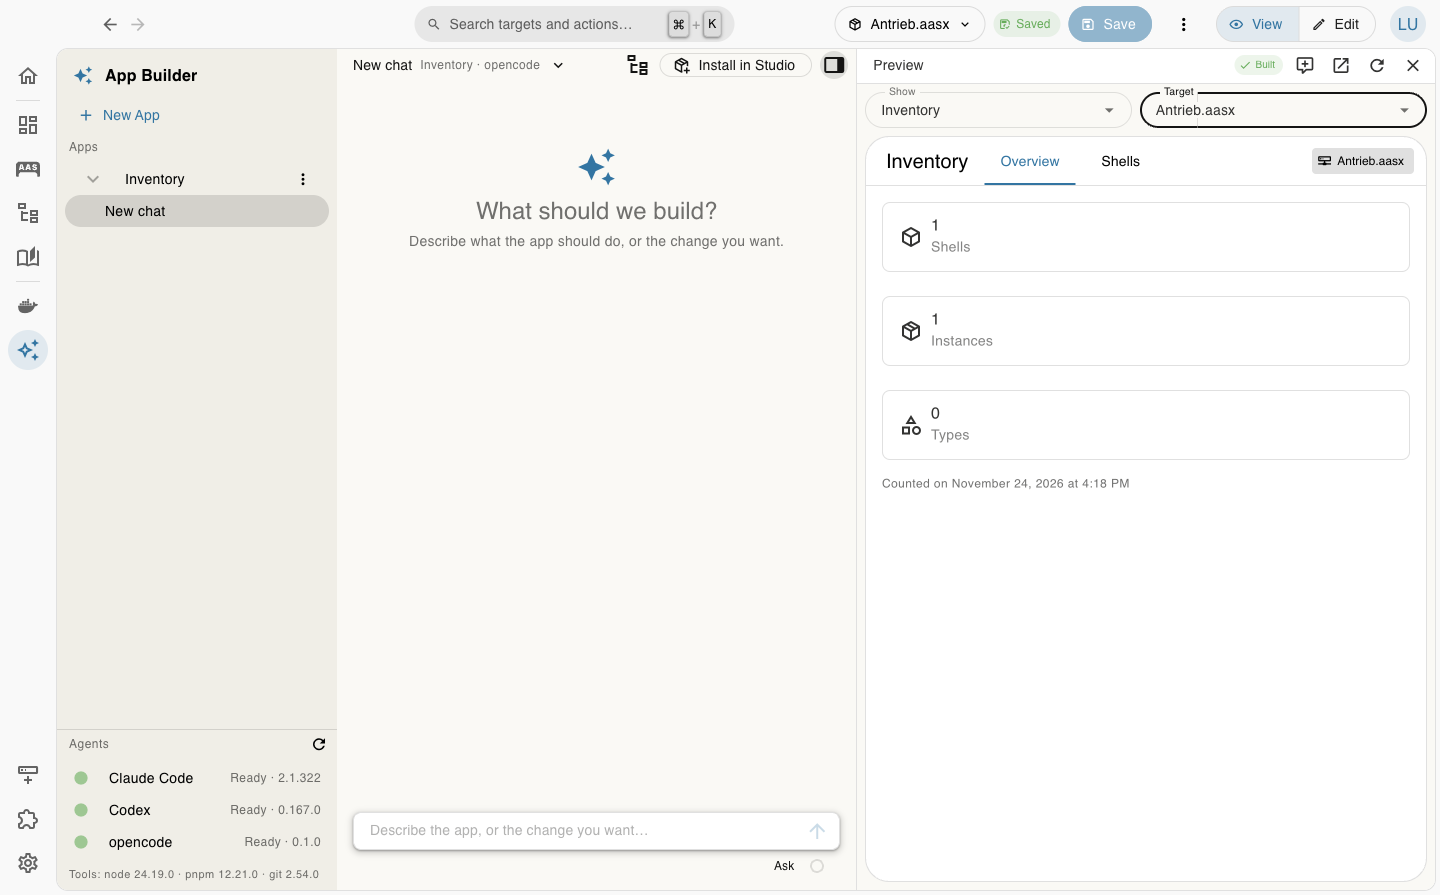 Search targets and actions…
⌘ + K
Antrieb.aasx
Saved
Save
View
Edit
LU
AAS
App Builder
New App
Apps
Inventory
New chat
Agents
Claude Code Ready · 2.1.322
Codex Ready · 0.167.0
opencode Ready · 0.1.0
Tools: node 24.19.0 · pnpm 12.21.0 · git 2.54.0
New chat Inventory · opencode
Install in Studio
What should we build?
Describe what the app should do, or the change you want.
Describe the app, or the change you want…
Ask
Preview
Built
Show
Inventory
Target
Antrieb.aasx
Inventory
Overview
Shells
Antrieb.aasx
1
Shells
1
Instances
0
Types
Counted on November 24, 2026 at 4:18 PM